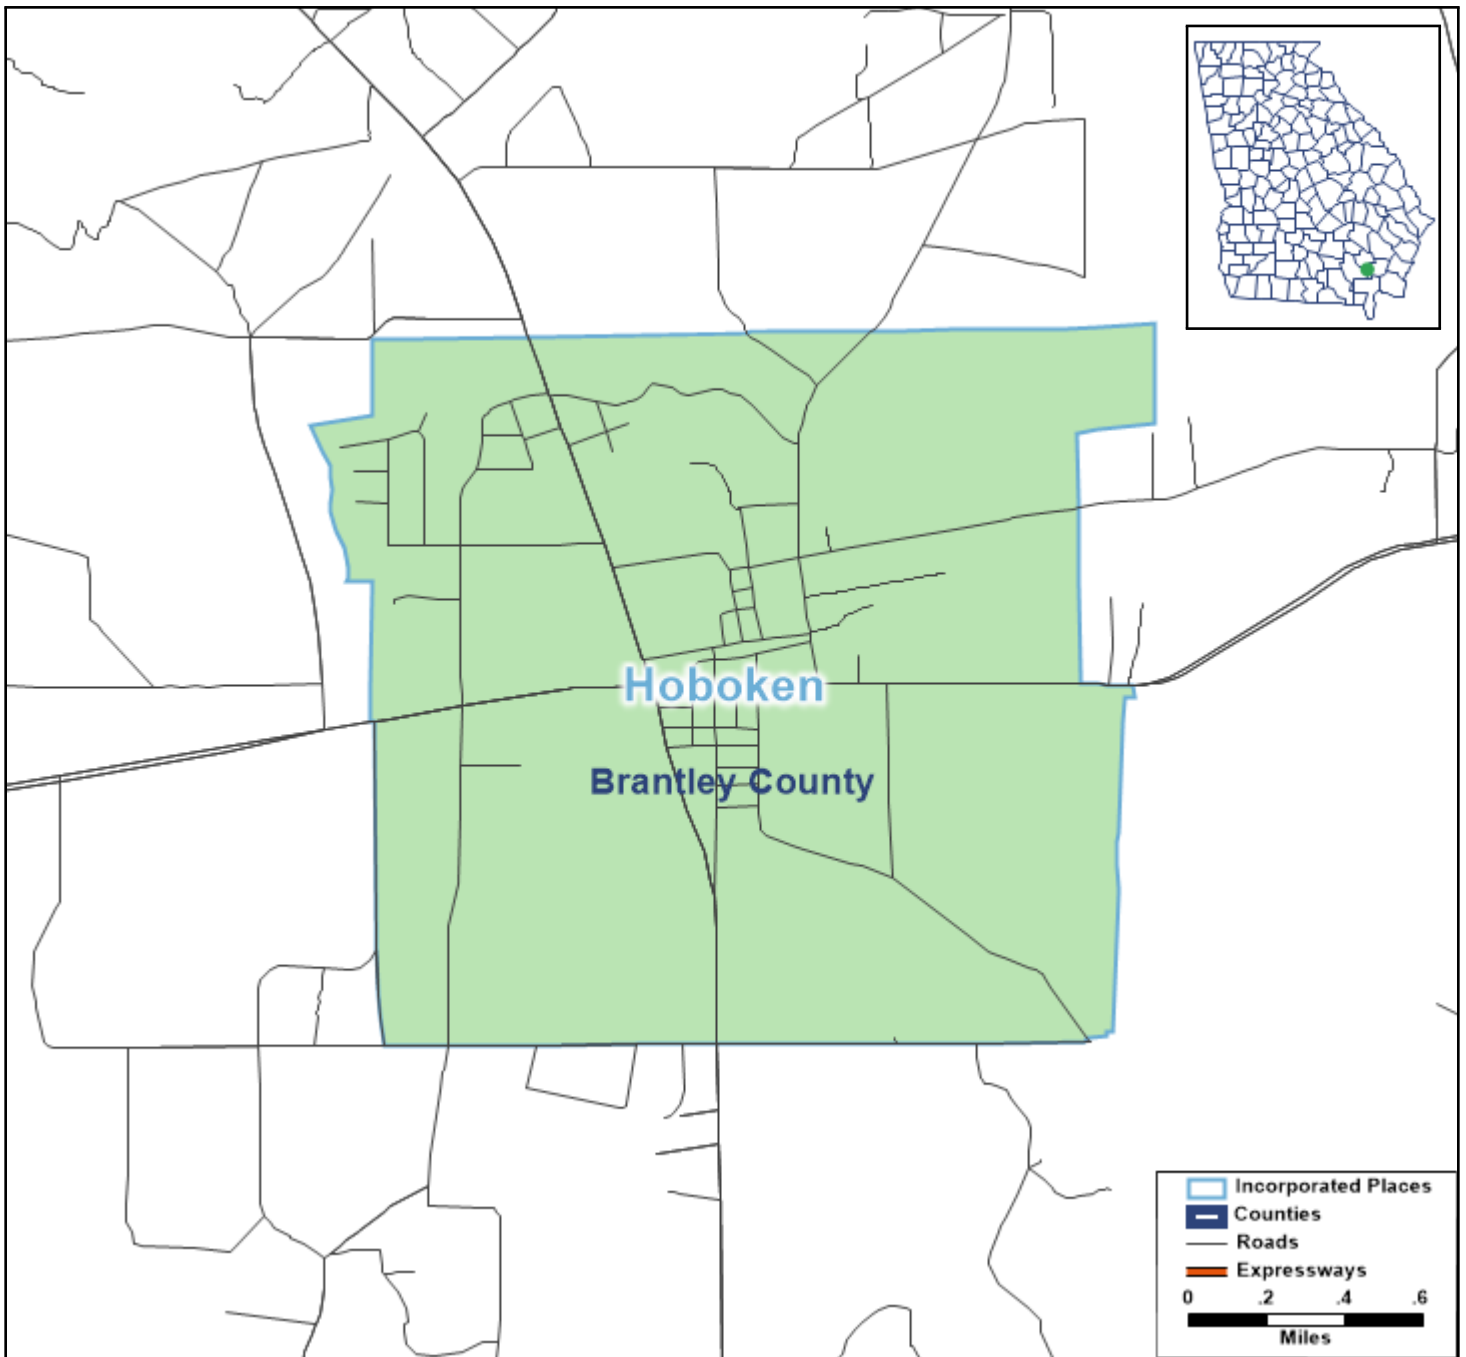 Hoboken
Brantley County
Incorporated Places
Counties
Roads
Expressways
0 .2 .4 .6
Miles